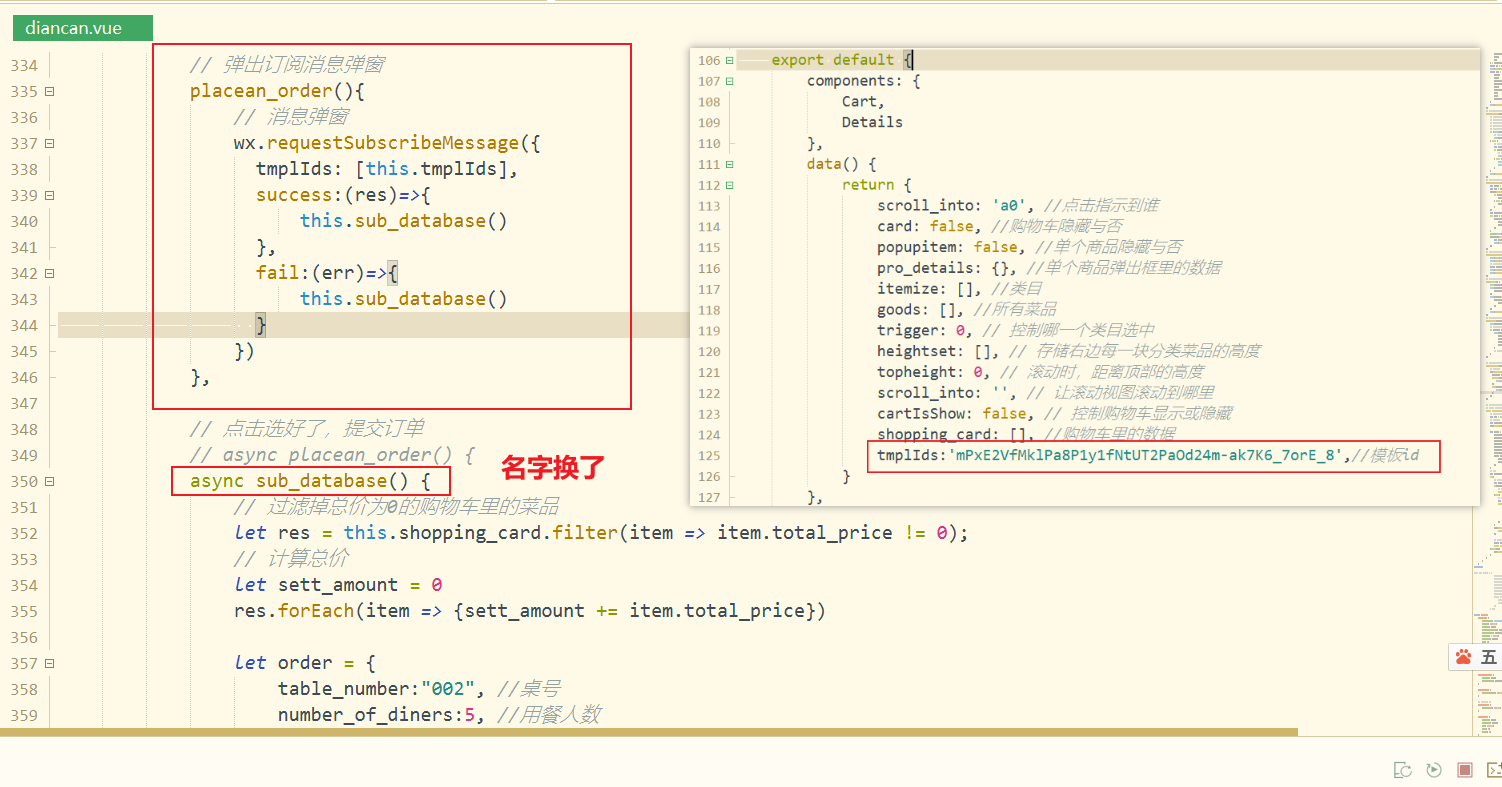 diancan.vue
334 // 弹出订阅消息弹窗
335 placean_order(){
336 // 消息弹窗
337 wx.requestSubscribeMessage({
338 tmplIds: [this.tmplIds],
339 success:(res)=>{
340 this.sub_database()
341 },
342 fail:(err)=>{
343 this.sub_database()
344 }
345 })
346 },
347
348 // 点击选好了，提交订单
349 // async placean_order() {
350 async sub_database() {
名字换了
351 // 过滤掉总价为0的购物车里的菜品
352 let res = this.shopping_card.filter(item => item.total_price != 0);
353 // 计算总价
354 let sett_amount = 0
355 res.forEach(item => {sett_amount += item.total_price})
356
357 let order = {
358 table_number:"002", //桌号
359 number_of_diners:5, //用餐人数
106 export default {
107 components: {
108 Cart,
109 Details
110 },
111 data() {
112 return {
113 scroll_into: 'a0', //点击指示到谁
114 card: false, //购物车隐藏与否
115 popupitem: false, //单个商品隐藏与否
116 pro_details: {}, //单个商品弹出框里的数据
117 itemize: [], //类目
118 goods: [], //所有菜品
119 trigger: 0, // 控制哪一个类目选中
120 heightset: [], // 存储右边每一块分类菜品的高度
121 topheight: 0, // 滚动时，距离顶部的高度
122 scroll_into: '', // 让滚动视图滚动到哪里
123 cartIsShow: false, // 控制购物车显示或隐藏
124 shopping_card: [], //购物车里的数据
125 tmplIds:'mPxE2VfMklPa8P1y1fNtUT2PaOd24m-ak7K6_7orE_8',//模板id
126 }
127 },
五